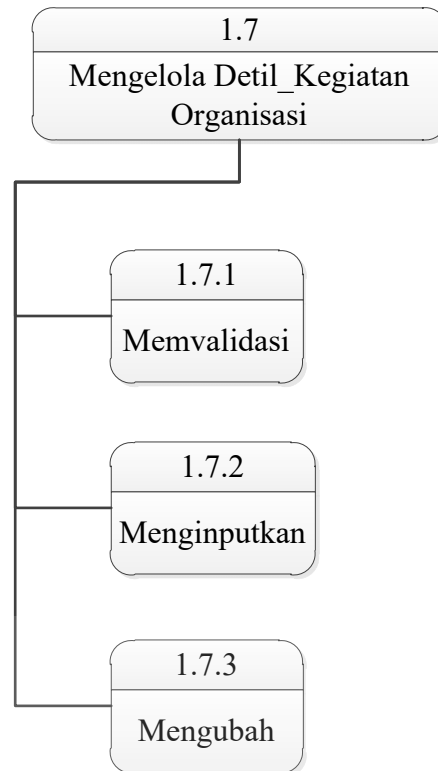 1.7
Mengelola Detil_Kegiatan
Organisasi
1.7.1
Memvalidasi
1.7.2
Menginputkan
1.7.3
Mengubah